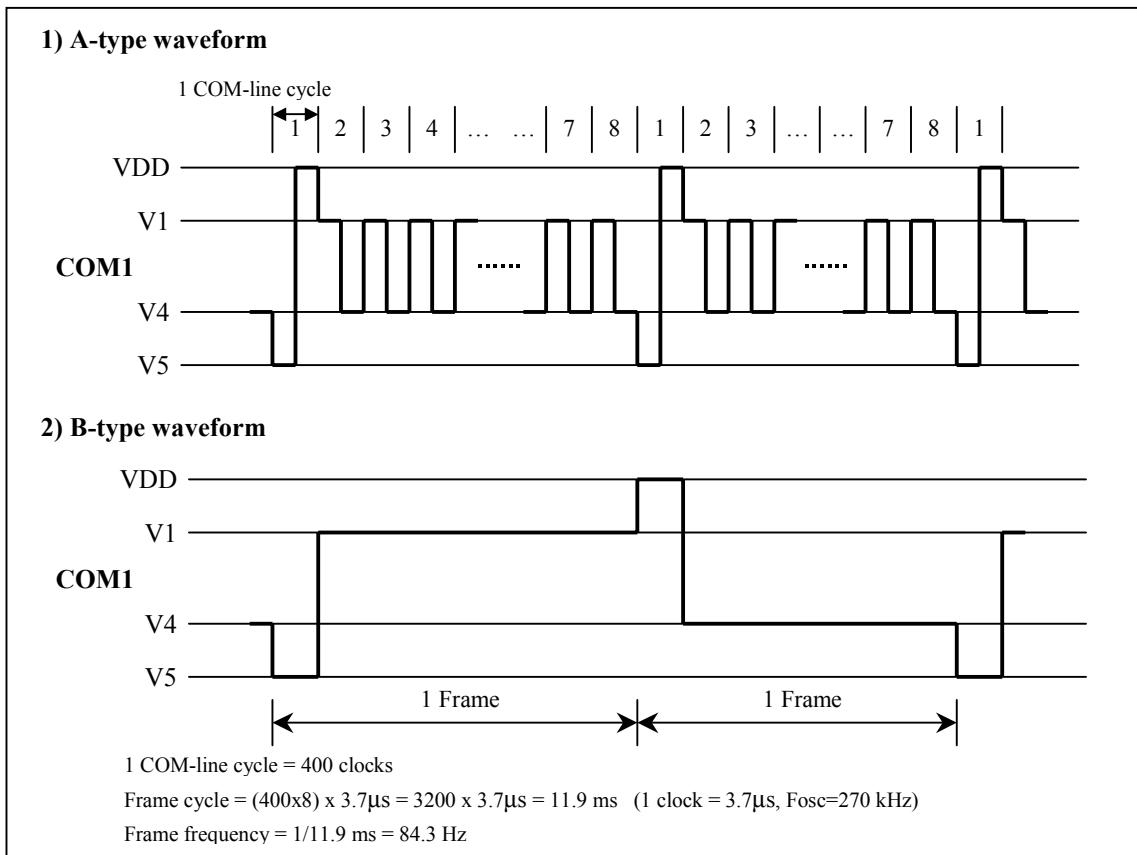 1) A-type waveform
1 COM-line cycle
1 2 3 4 ... ... 7 8 1 2 3 ... ... 7 8 1
VDD
V1
COM1
......
......
V4
V5
2) B-type waveform
VDD
V1
COM1
V4
V5
1 Frame
1 Frame
1 COM-line cycle = 400 clocks
Frame cycle = (400x8) x 3.7μs = 3200 x 3.7μs = 11.9 ms (1 clock = 3.7μs, Fosc=270 kHz)
Frame frequency = 1/11.9 ms = 84.3 Hz